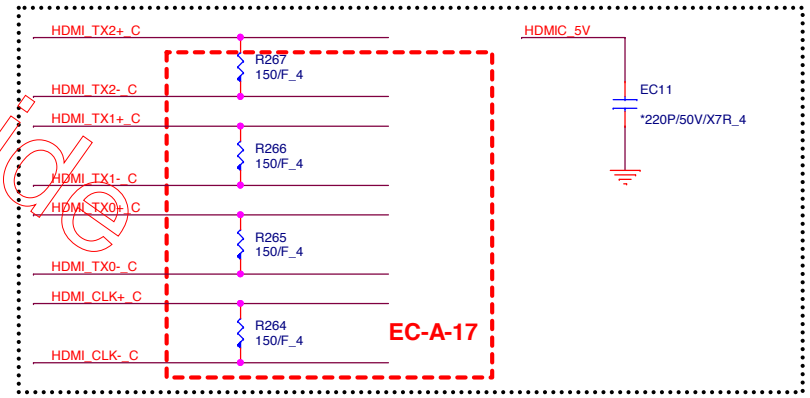 HDMI_TX2+_C
R267
150/F_4
HDMI_TX2-_C
HDMI_TX1+_C
R266
150/F_4
HDMI_TX1-_C
HDMI_TX0+_C
R265
150/F_4
HDMI_TX0-_C
HDMI_CLK+_C
R264
150/F_4
HDMI_CLK-_C
EC-A-17
HDMIC_5V
EC11
*220P/50V/X7R_4